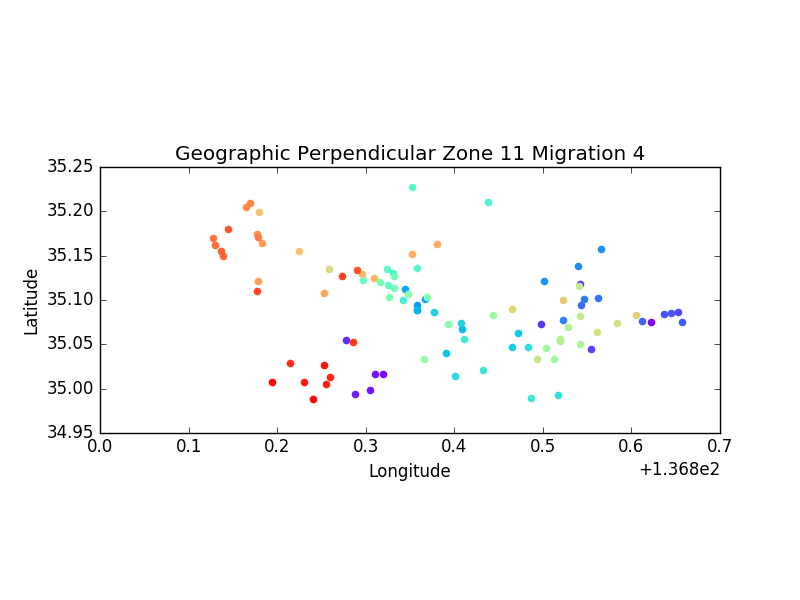 Geographic Perpendicular Zone 11 Migration 4
35.25
35.20
35.15
35.10
35.05
35.00
34.95
Latitude
0.0 0.1 0.2 0.3 0.4 0.5 0.6 0.7
Longitude
+1.368e2